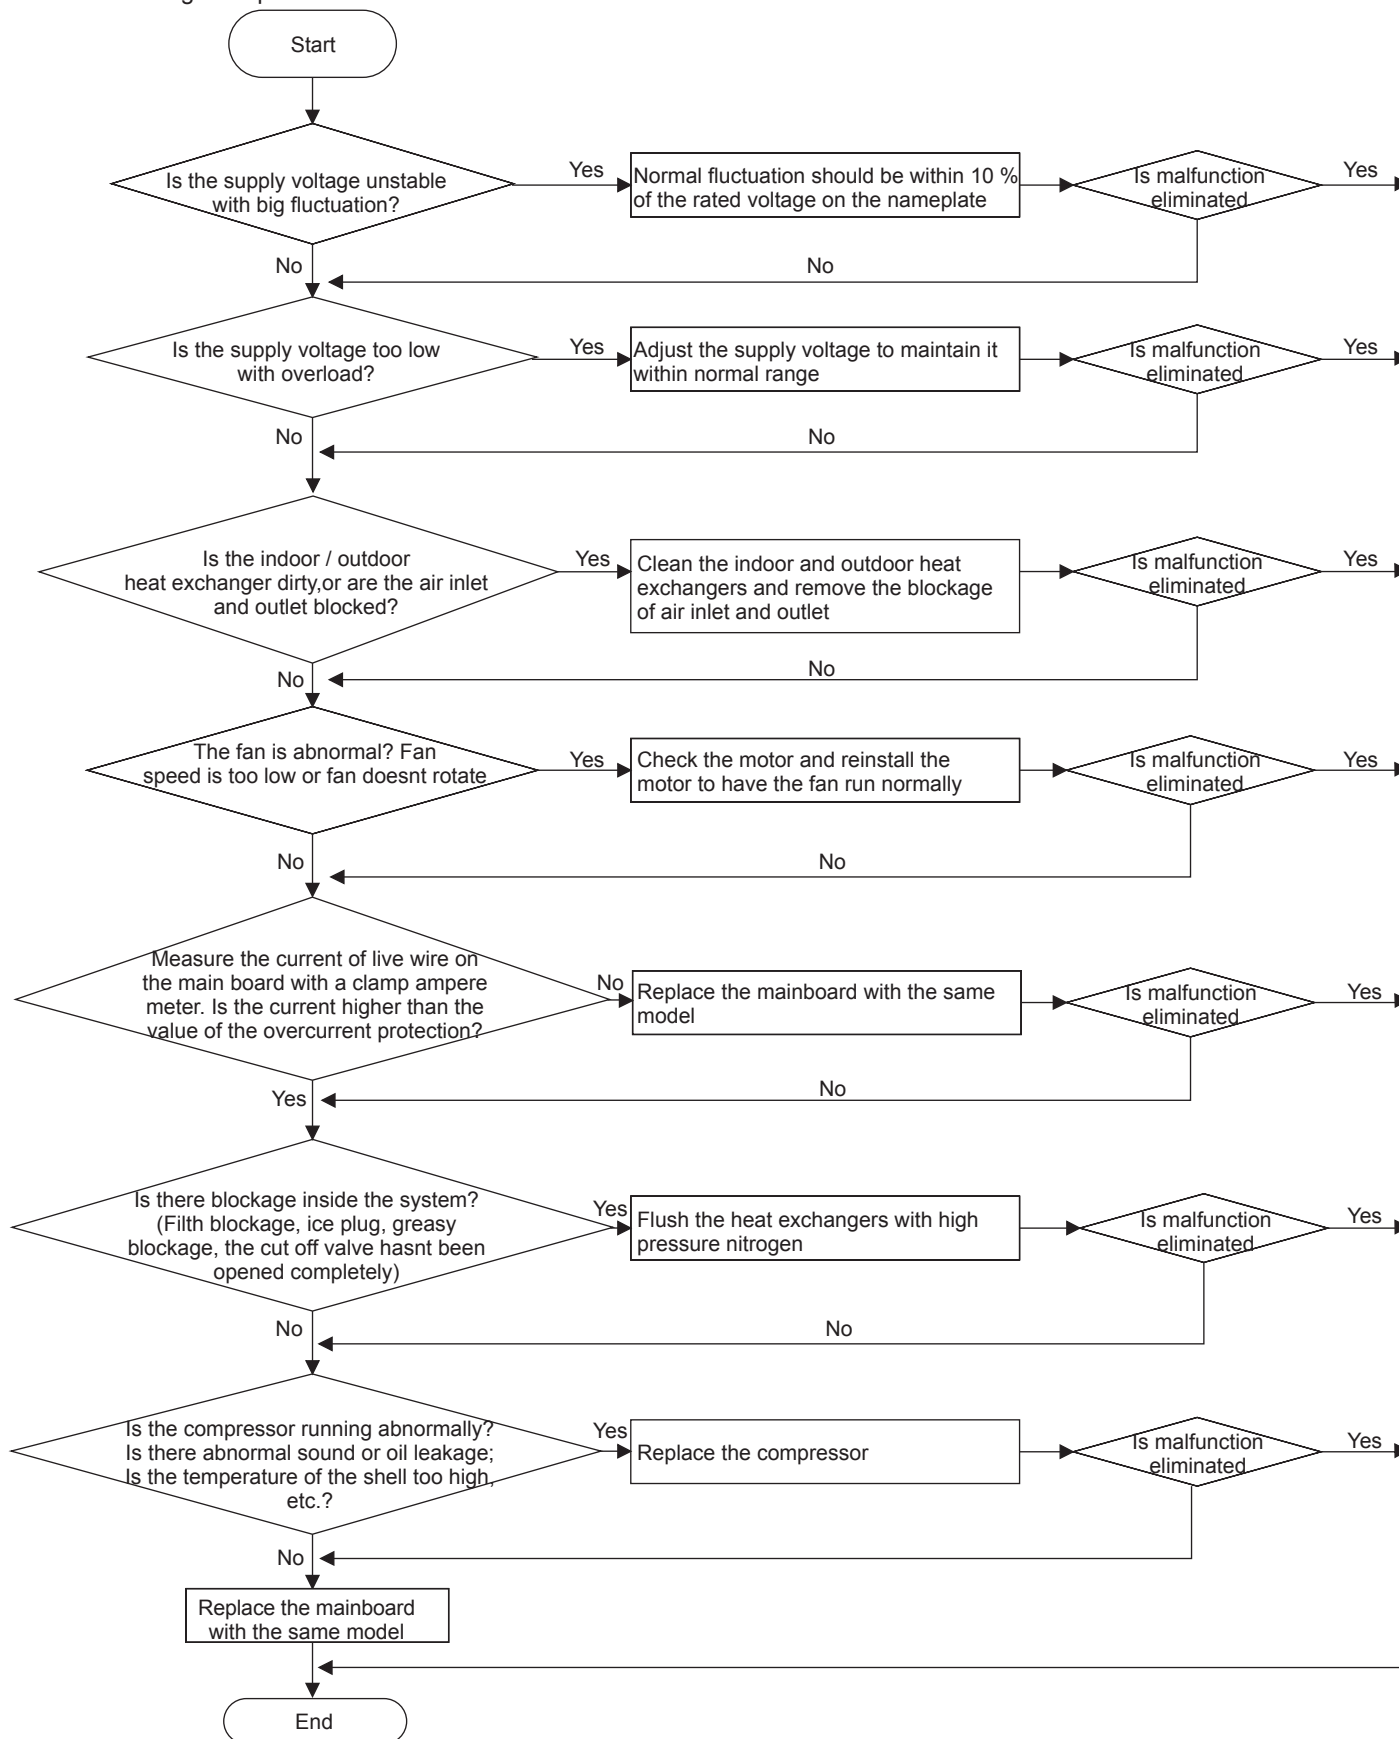 Start
Is the supply voltage unstable
with big fluctuation?
Yes
Normal fluctuation should be within 10 %
of the rated voltage on the nameplate
Is malfunction
eliminated
Yes
No
No
Is the supply voltage too low
with overload?
Yes
Adjust the supply voltage to maintain it
within normal range
Is malfunction
eliminated
Yes
No
No
Is the indoor / outdoor
heat exchanger dirty,or are the air inlet
and outlet blocked?
Yes
Clean the indoor and outdoor heat
exchangers and remove the blockage
of air inlet and outlet
Is malfunction
eliminated
Yes
No
No
The fan is abnormal? Fan
speed is too low or fan doesnt rotate
Yes
Check the motor and reinstall the
motor to have the fan run normally
Is malfunction
eliminated
Yes
No
No
Measure the current of live wire on
the main board with a clamp ampere
meter. Is the current higher than the
value of the overcurrent protection?
No
Replace the mainboard with the same
model
Is malfunction
eliminated
Yes
Yes
No
Is there blockage inside the system?
(Filth blockage, ice plug, greasy
blockage, the cut off valve hasnt been
opened completely)
Yes
Flush the heat exchangers with high
pressure nitrogen
Is malfunction
eliminated
Yes
No
No
Is the compressor running abnormally?
Is there abnormal sound or oil leakage;
Is the temperature of the shell too high,
etc.?
Yes
Replace the compressor
Is malfunction
eliminated
Yes
No
Replace the mainboard
with the same model
End